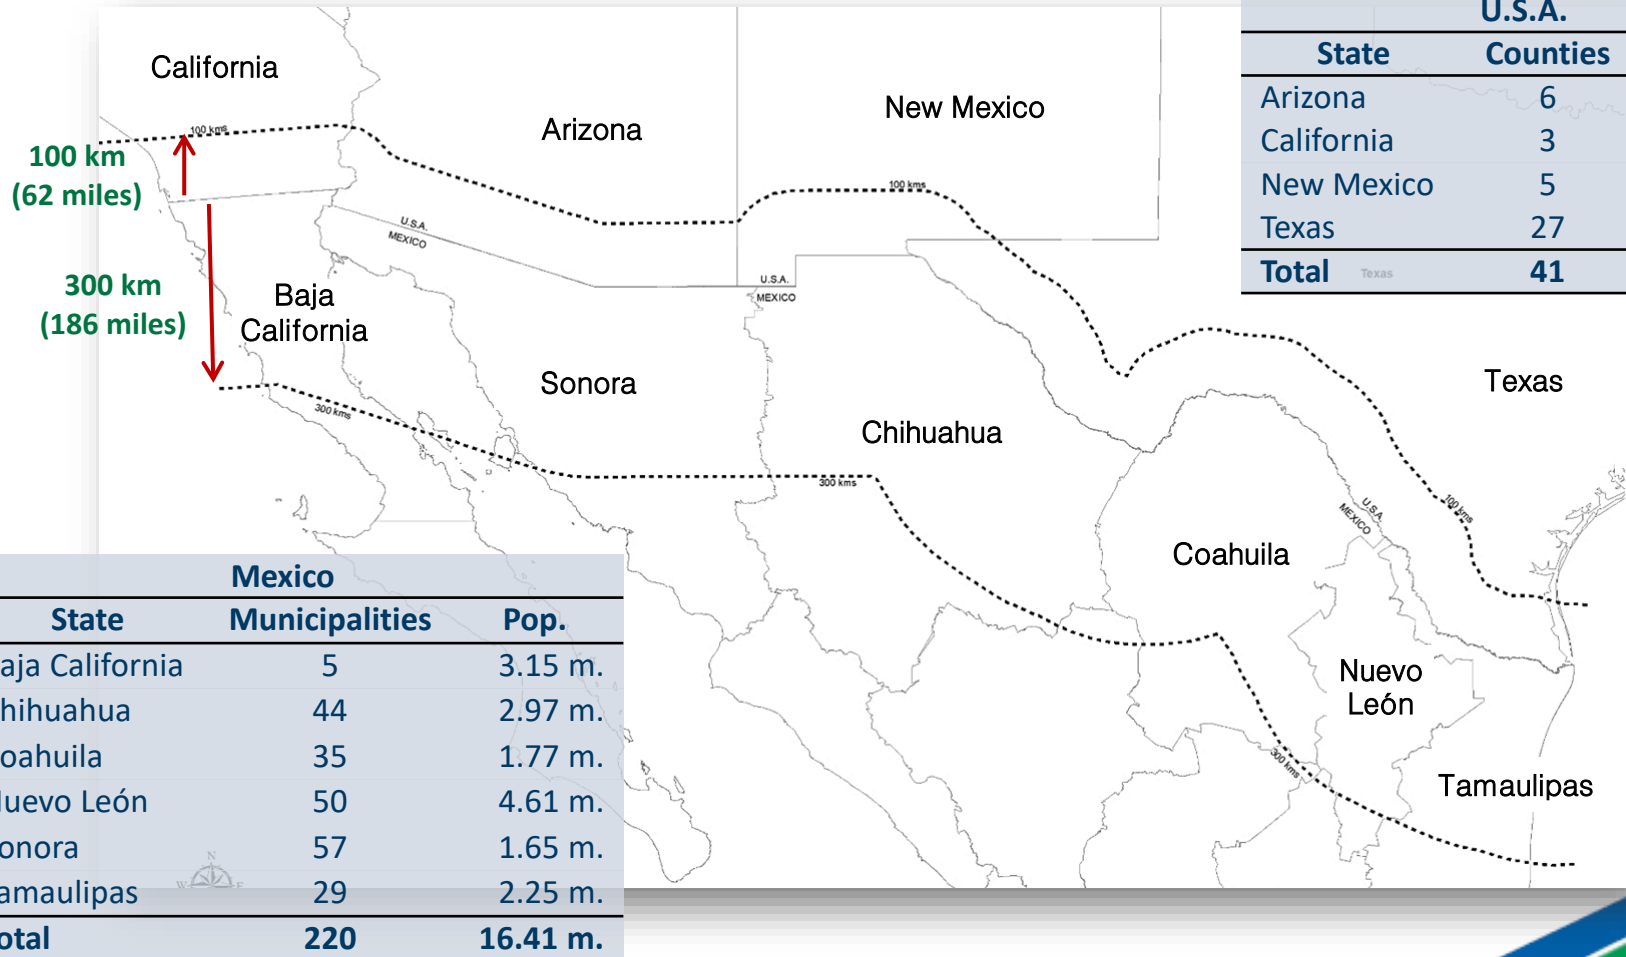 U.S.A.
State Counties
Arizona 6
California 3
New Mexico 5
Texas 27
Total 41
Texas
California
Arizona
New Mexico
100 kms
100 kms
100 km
(62 miles)
U.S.A.
MEXICO
300 km
(186 miles)
Baja
California
U.S.A.
MEXICO
Sonora
Texas
300 kms
Chihuahua
300 kms
100 kms
U.S.A.
MEXICO
Coahuila
Nuevo
León
300 kms
Tamaulipas
Mexico
State Municipalities Pop.
aja California 5 3.15 m.
hihuahua 44 2.97 m.
oahuila 35 1.77 m.
uevo León 50 4.61 m.
onora 57 1.65 m.
amaulipas 29 2.25 m.
otal 220 16.41 m.
N
W E